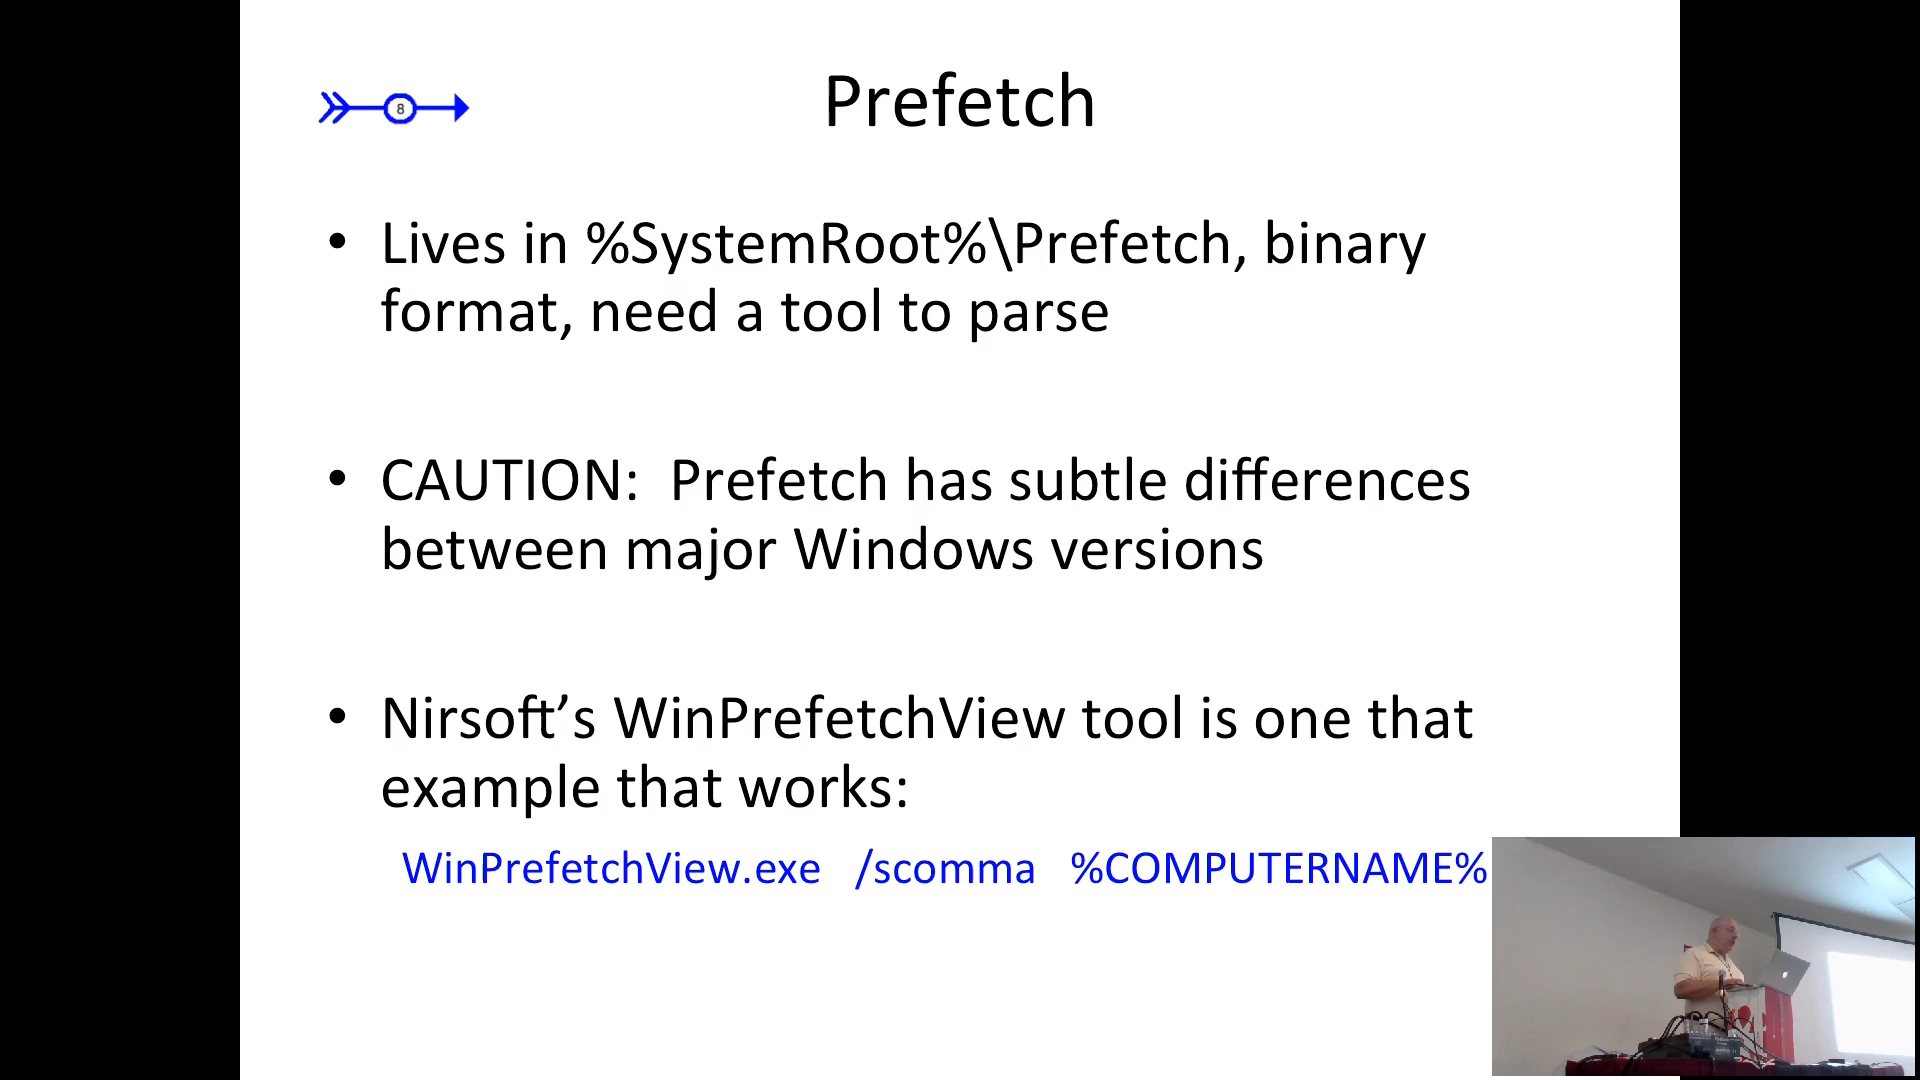 8
Prefetch
• Lives in %SystemRoot%\Prefetch, binary
format, need a tool to parse
• CAUTION:  Prefetch has subtle differences
between major Windows versions
• Nirsoft’s WinPrefetchView tool is one that
example that works:
WinPrefetchView.exe   /scomma   %COMPUTERNAME%